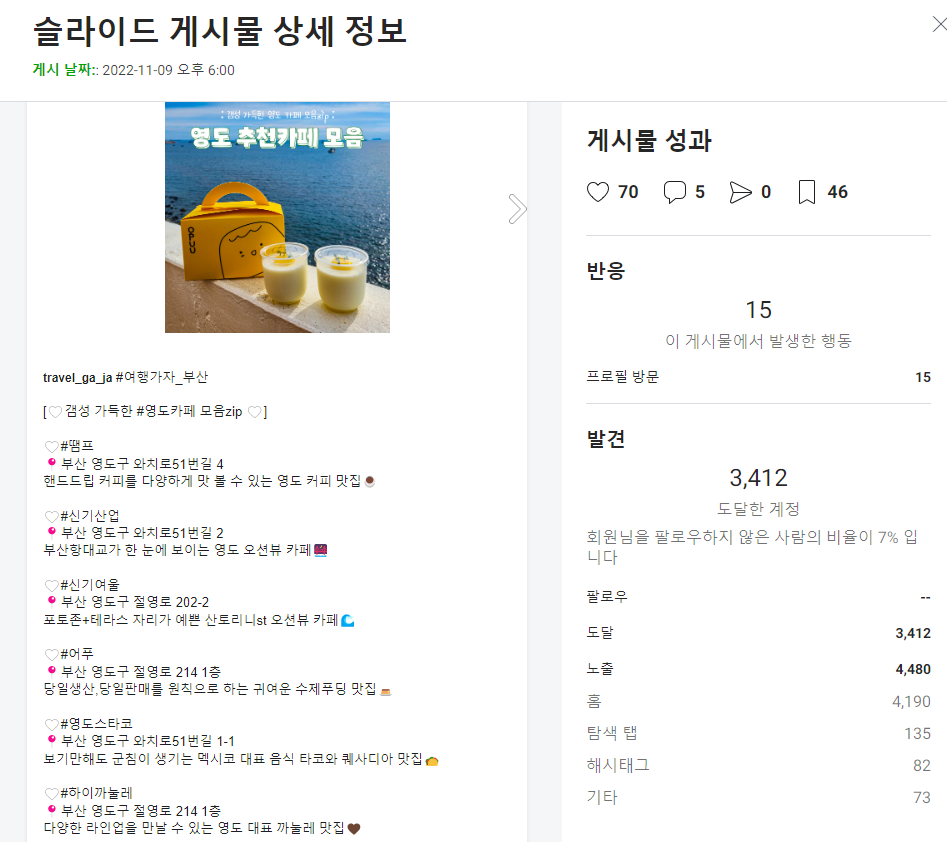 슬라이드 게시물 상세 정보
게시 날짜:: 2022-11-09 오후 6:00
: 갬성 가득한 영도 카페 모음zip :
영도 추천카페 모음
OPUU
travel_ga_ja #여행가자_부산
[🤍갬성 가득한 #영도카페 모음zip 🤍]
🤍#땜프
📍부산 영도구 와치로51번길 4
핸드드립 커피를 다양하게 맛 볼 수 있는 영도 커피 맛집☕
🤍#신기산업
📍부산 영도구 와치로51번길 2
부산항대교가 한 눈에 보이는 영도 오션뷰 카페🌉
🤍#신기여울
📍부산 영도구 절영로 202-2
포토존+테라스 자리가 예쁜 산토리니st 오션뷰 카페🌊
🤍#어푸
📍부산 영도구 절영로 214 1층
당일생산,당일판매를 원칙으로 하는 귀여운 수제푸딩 맛집🍮
🤍#영도스타코
📍부산 영도구 와치로51번길 1-1
보기만해도 군침이 생기는 멕시코 대표 음식 타코와 퀘사디아 맛집🌮
🤍#하이까눌레
📍부산 영도구 절영로 214 1층
다양한 라인업을 만날 수 있는 영도 대표 까눌레 맛집🤎
게시물 성과
70 5 0 46
반응
15
이 게시물에서 발생한 행동
프로필 방문 15
발견
3,412
도달한 계정
회원님을 팔로우하지 않은 사람의 비율이 7% 입
니다
팔로우 --
도달 3,412
노출 4,480
홈 4,190
탐색 탭 135
해시태그 82
기타 73